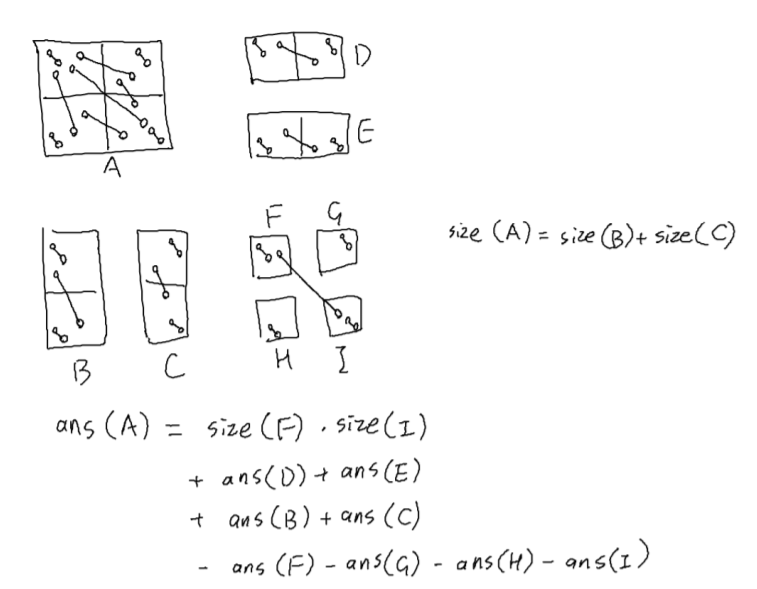 A
D
E
B
C
F
G
H
I
size (A) = size(B) + size(C)
ans (A) = size(F) . size(I)
+ ans(D) + ans(E)
+ ans(B) + ans (C)
- ans (F) - ans(G) - ans(H) - ans(I)